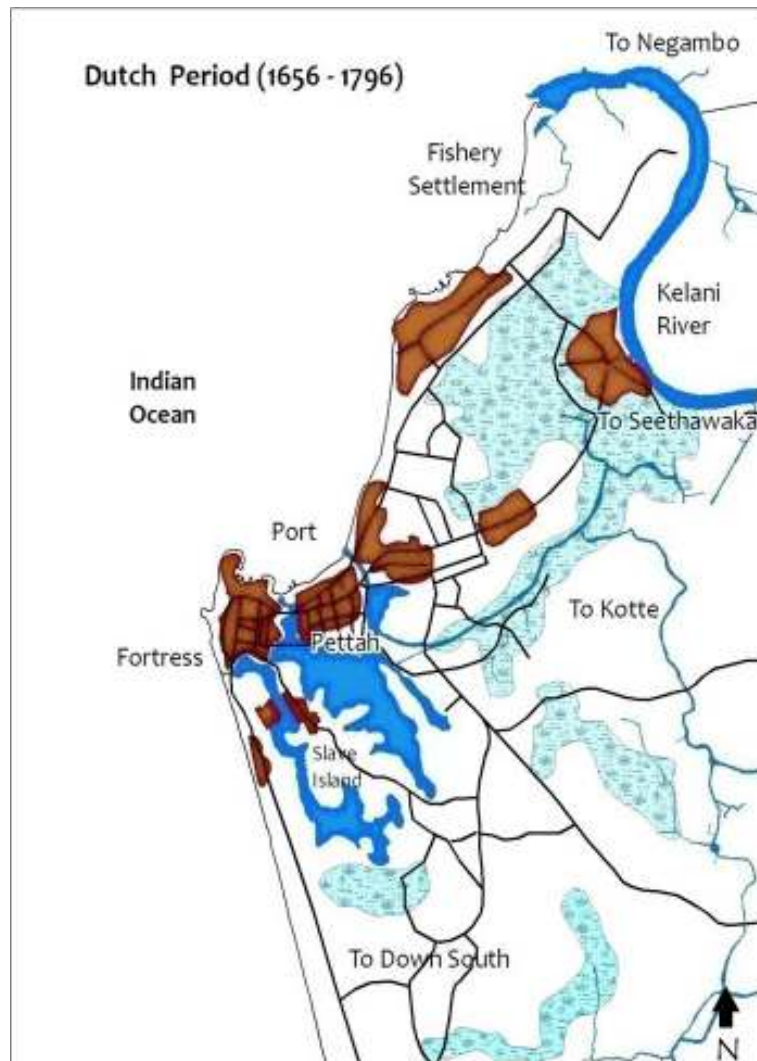 To Negambo
Dutch Period (1656 - 1796)
Fishery
Settlement
Kelani
River
Indian
Ocean
To Seethawaka
Port
To Kotte
Pettah
Fortress
Slave
Island
To Down South
N